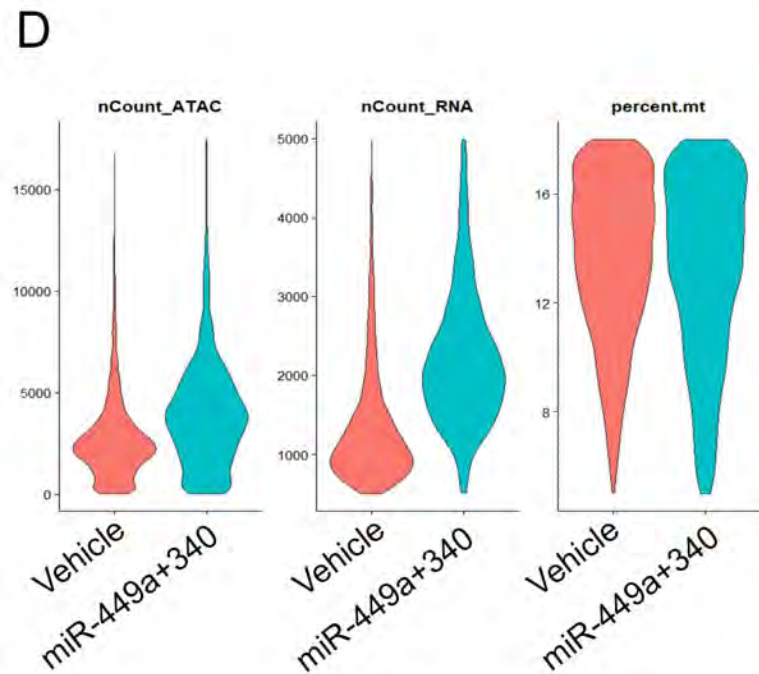 D
nCount_ATAC nCount_RNA percent.mt
15000 10000 5000 0
5000 4000 3000 2000 1000
16 12 8
Vehicle miR-449a+340 Vehicle miR-449a+340 Vehicle miR-449a+340